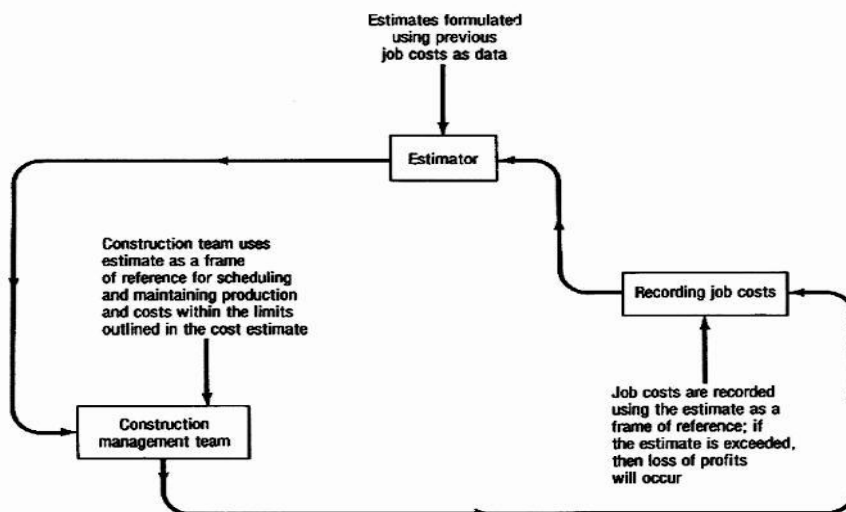 Estimates formulated
using previous
job costs as data
Estimator
Construction team uses
estimate as a frame
of reference for scheduling
and maintaining production
and costs within the limits
outlined in the cost estimate
Recording job costs
Job costs are recorded
using the estimate as a
frame of reference; if
the estimate is exceeded,
then loss of profits
will occur
Construction
management team